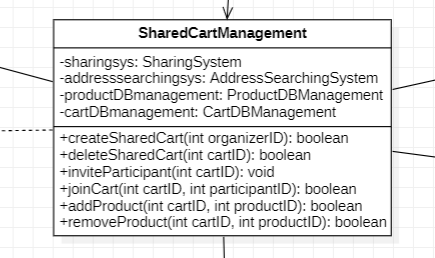 SharedCartManagement
-sharingsys: SharingSystem
-addresssearchingsys: AddressSearchingSystem
-productDBmanagement: ProductDBManagement
-cartDBmanagement: CartDBManagement
+createSharedCart(int organizerID): boolean
+deleteSharedCart(int cartID): boolean
+inviteParticipant(int cartID): void
+joinCart(int cartID, int participantID): boolean
+addProduct(int cartID, int productID): boolean
+removeProduct(int cartID, int productID): boolean